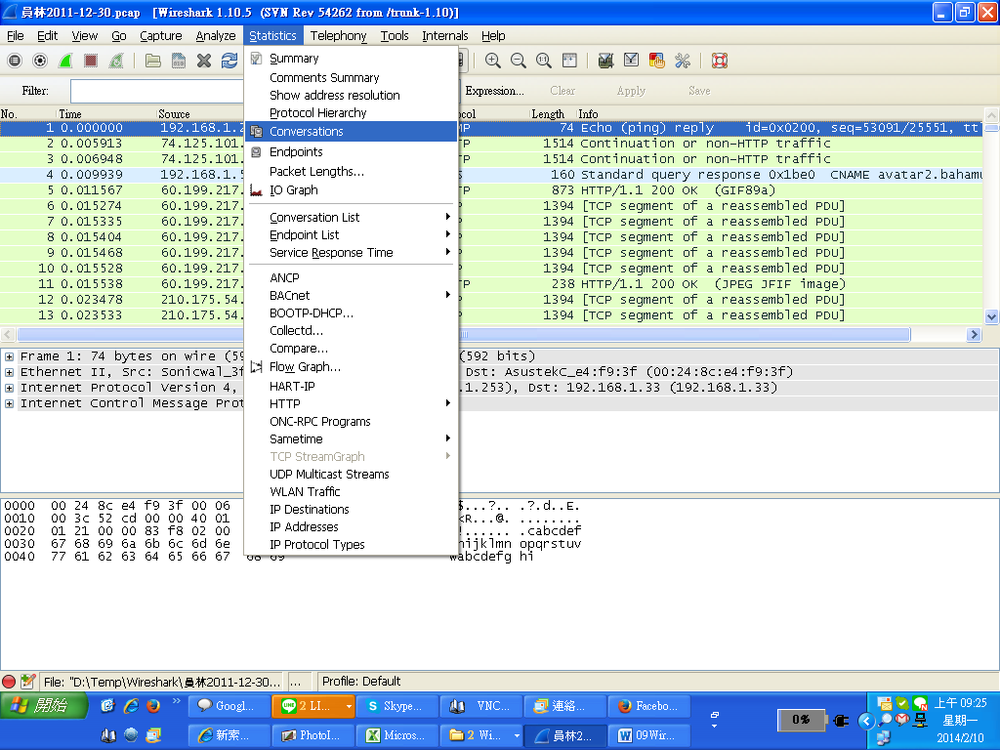 員林2011-12-30.pcap [Wireshark 1.10.5 (SVN Rev 54262 from /trunk-1.10)]
File Edit View Go Capture Analyze Statistics Telephony Tools Internals Help
Filter: Expression... Clear Apply Save
No. Time Source Length Info
1 0.000000 192.168.1.2 74 Echo (ping) reply id=0x0200, seq=53091/25551, tt
2 0.005913 74.125.101. 1514 Continuation or non-HTTP traffic
3 0.006948 74.125.101. 1514 Continuation or non-HTTP traffic
4 0.009939 192.168.1.5 160 Standard query response 0x1be0 CNAME avatar2.bahamu
5 0.011567 60.199.217. 873 HTTP/1.1 200 OK (GIF89a)
6 0.015274 60.199.217. 1394 [TCP segment of a reassembled PDU]
7 0.015335 60.199.217. 1394 [TCP segment of a reassembled PDU]
8 0.015404 60.199.217. 1394 [TCP segment of a reassembled PDU]
9 0.015468 60.199.217. 1394 [TCP segment of a reassembled PDU]
10 0.015528 60.199.217. 1394 [TCP segment of a reassembled PDU]
11 0.015538 60.199.217. 238 HTTP/1.1 200 OK (JPEG JFIF image)
12 0.023478 210.175.54. 1394 [TCP segment of a reassembled PDU]
13 0.023533 210.175.54. 1394 [TCP segment of a reassembled PDU]
Summary
Comments Summary
Show address resolution
Protocol Hierarchy
Conversations
Endpoints
Packet Lengths...
IO Graph
Conversation List
Endpoint List
Service Response Time
ANCP
BACnet
BOOTP-DHCP...
Collectd...
Compare...
Flow Graph...
HART-IP
HTTP
ONC-RPC Programs
Sametime
TCP StreamGraph
UDP Multicast Streams
WLAN Traffic
IP Destinations
IP Addresses
IP Protocol Types
Frame 1: 74 bytes on wire (59 (592 bits)
Ethernet II, Src: Sonicwal_3f Dst: AsustekC_e4:f9:3f (00:24:8c:e4:f9:3f)
Internet Protocol Version 4, .1.253), Dst: 192.168.1.33 (192.168.1.33)
Internet Control Message Prot
0000 00 24 8c e4 f9 3f 00 06 $...?.. .?.d..E.
0010 00 3c 52 cd 00 00 40 01 <R...@. ........
0020 01 21 00 00 83 f8 02 00 !...... ..cabcdef
0030 67 68 69 6a 6b 6c 6d 6e hijklmn opqrstuv
0040 77 61 62 63 64 65 66 67 68 69 wabcdefg hi
File: "D:\Temp\Wireshark\員林2011-12-30... ... Profile: Default
開始 Googl... 2 LI... Skype... VNC... 連絡... Facebo... 上午 09:25
0% 星期一
新索... PhotoI... Micros... 2 Wi... 員林2... 09Wir... 2014/2/10